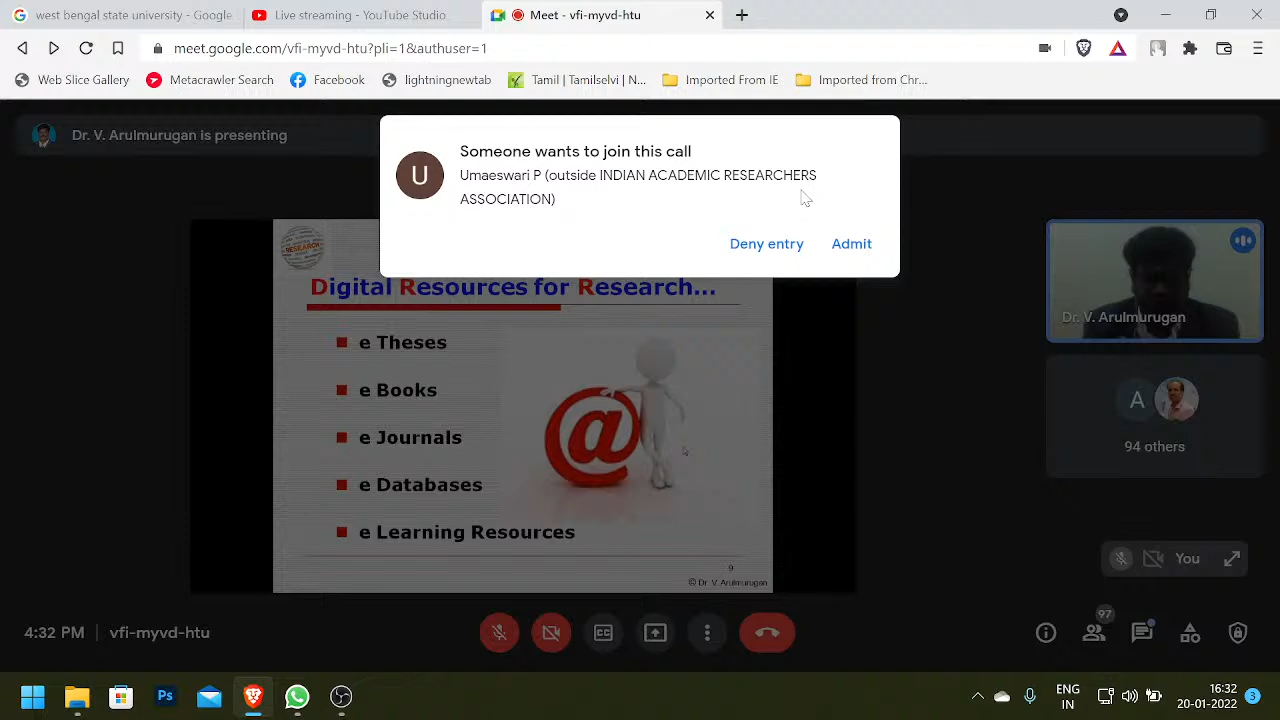 west bengal state university - Google
Live streaming - YouTube Studio
Meet - vfi-myvd-htu
meet.google.com/vfi-myvd-htu?pli=1&authuser=1
Web Slice Gallery
Metacrawler Search
Facebook
lightningnewtab
Tamil | Tamilselvi | N...
Imported From IE
Imported from Chr...
Dr. V. Arulmurugan is presenting
Someone wants to join this call
U
Umaeswari P (outside INDIAN ACADEMIC RESEARCHERS
ASSOCIATION)
Deny entry
Admit
RESEARCH
Digital Resources for Research...
e Theses
e Books
e Journals
e Databases
e Learning Resources
@
9
© Dr. V. Arulmurugan
Dr. V. Arulmurugan
A
94 others
You
4:32 PM | vfi-myvd-htu
CC
97
Ps
ENG
IN
16:32
20-01-2022
3